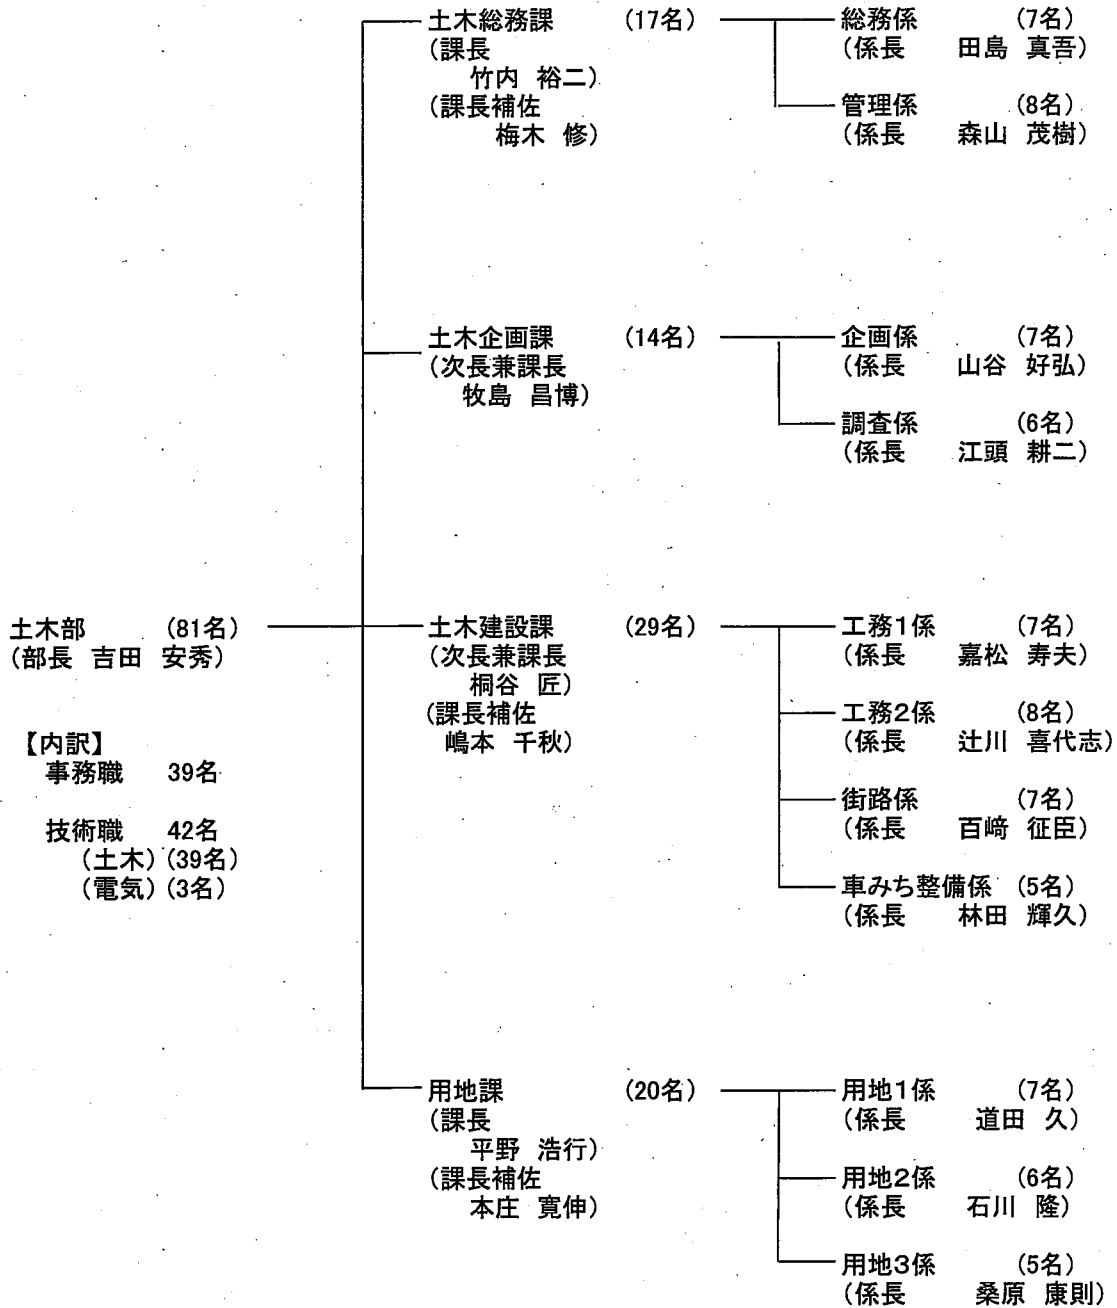 土木部 (81名)
(部長 吉田 安秀)
【内訳】
事務職 39名
技術職 42名
(土木) (39名)
(電気) (3名)
土木総務課 (17名)
(課長
竹内 裕二)
(課長補佐
梅木 修)
総務係 (7名)
(係長 田島 真吾)
管理係 (8名)
(係長 森山 茂樹)
土木企画課 (14名)
(次長兼課長
牧島 昌博)
企画係 (7名)
(係長 山谷 好弘)
調査係 (6名)
(係長 江頭 耕二)
土木建設課 (29名)
(次長兼課長
桐谷 匠)
(課長補佐
嶋本 千秋)
工務1係 (7名)
(係長 嘉松 寿夫)
工務2係 (8名)
(係長 辻川 喜代志)
街路係 (7名)
(係長 百﨑 征臣)
車みち整備係 (5名)
(係長 林田 輝久)
用地課 (20名)
(課長
平野 浩行)
(課長補佐
本庄 寛伸)
用地1係 (7名)
(係長 道田 久)
用地2係 (6名)
(係長 石川 隆)
用地3係 (5名)
(係長 桑原 康則)